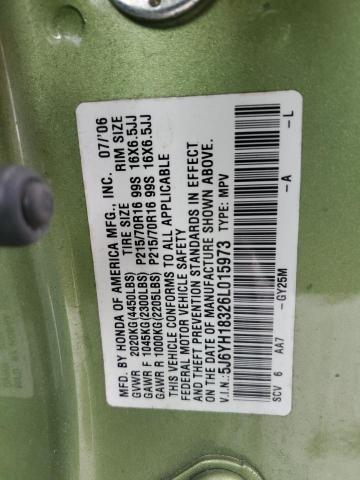 MFD. BY HONDA OF AMERICA MFG., INC. 07/'06
TIRE SIZE RIM SIZE
GVWR 2020KG(4450LBS)
GAWR F 1045KG(2300LBS) P215/70R16 99S 16X6.5JJ
GAWR R 1000KG(2205LBS) P215/70R16 99S 16X6.5JJ
THIS VEHICLE CONFORMS TO ALL APPLICABLE
FEDERAL MOTOR VEHICLE SAFETY
AND THEFT PREVENTION STANDARDS IN EFFECT
ON THE DATE OF MANUFACTURE SHOWN ABOVE.
V.I.N.:5J6YH18326L015973 TYPE: MPV
SCV 6 AA7 -GY25M -A -L